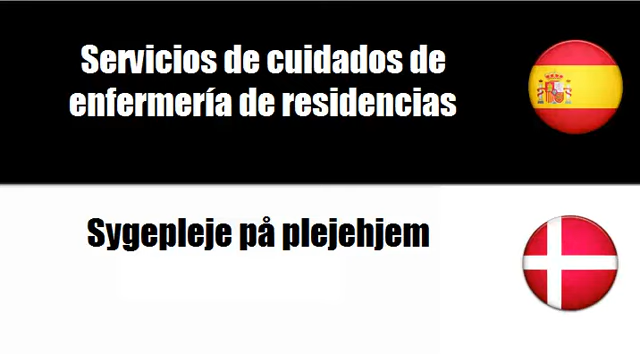 Servicios de cuidados de
enfermería de residencias
Sygepleje på plejehjem